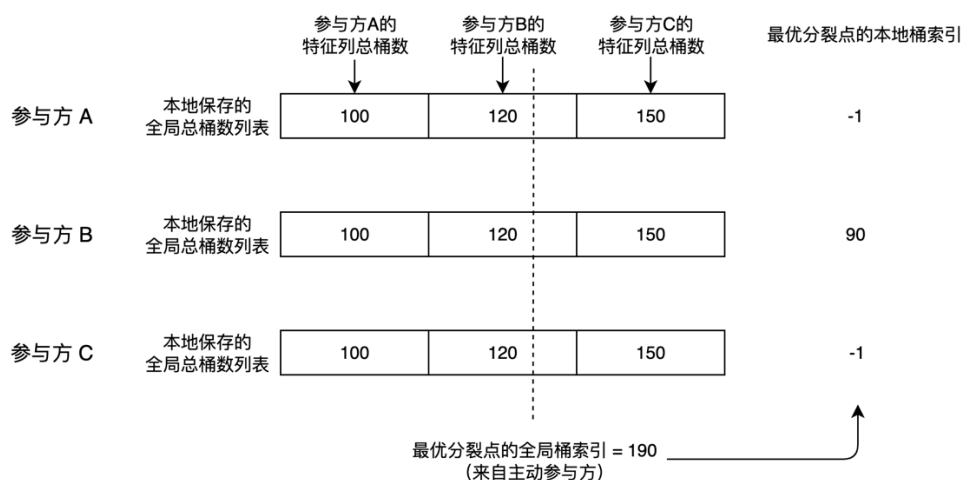 参与方A的
特征列总桶数
参与方B的
特征列总桶数
参与方C的
特征列总桶数
最优分裂点的本地桶索引
参与方 A
本地保存的
全局总桶数列表
100
120
150
-1
参与方 B
本地保存的
全局总桶数列表
100
120
150
90
参与方 C
本地保存的
全局总桶数列表
100
120
150
-1
最优分裂点的全局桶索引 = 190
（来自主动参与方）